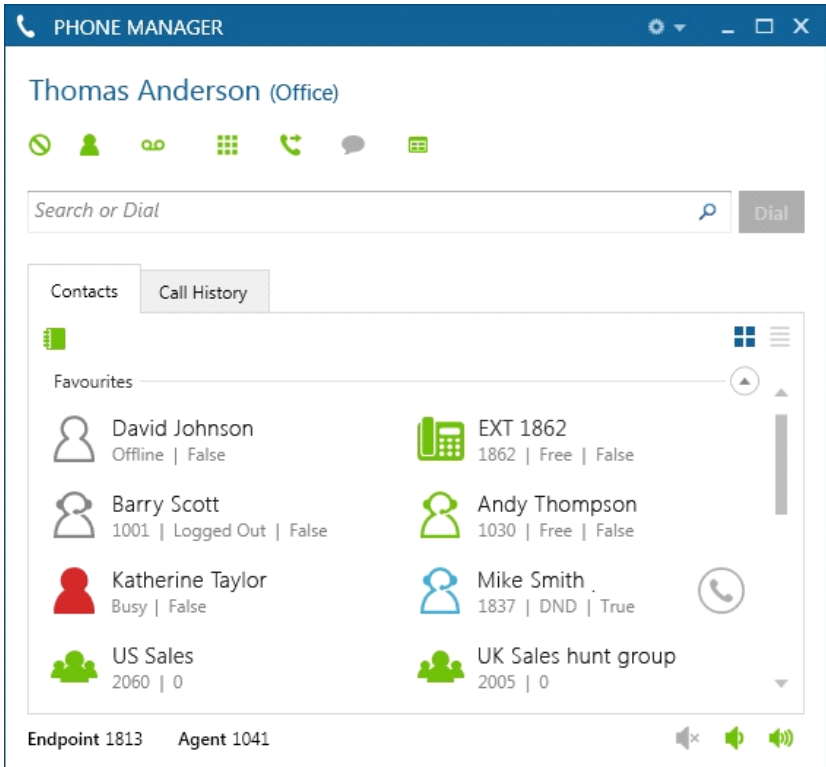 PHONE MANAGER
Thomas Anderson (Office)
Search or Dial
Dial
Contacts
Call History
Favourites
David Johnson
Offline | False
EXT 1862
1862 | Free | False
Barry Scott
1001 | Logged Out | False
Andy Thompson
1030 | Free | False
Katherine Taylor
Busy | False
Mike Smith
1837 | DND | True
US Sales
2060 | 0
UK Sales hunt group
2005 | 0
Endpoint 1813
Agent 1041